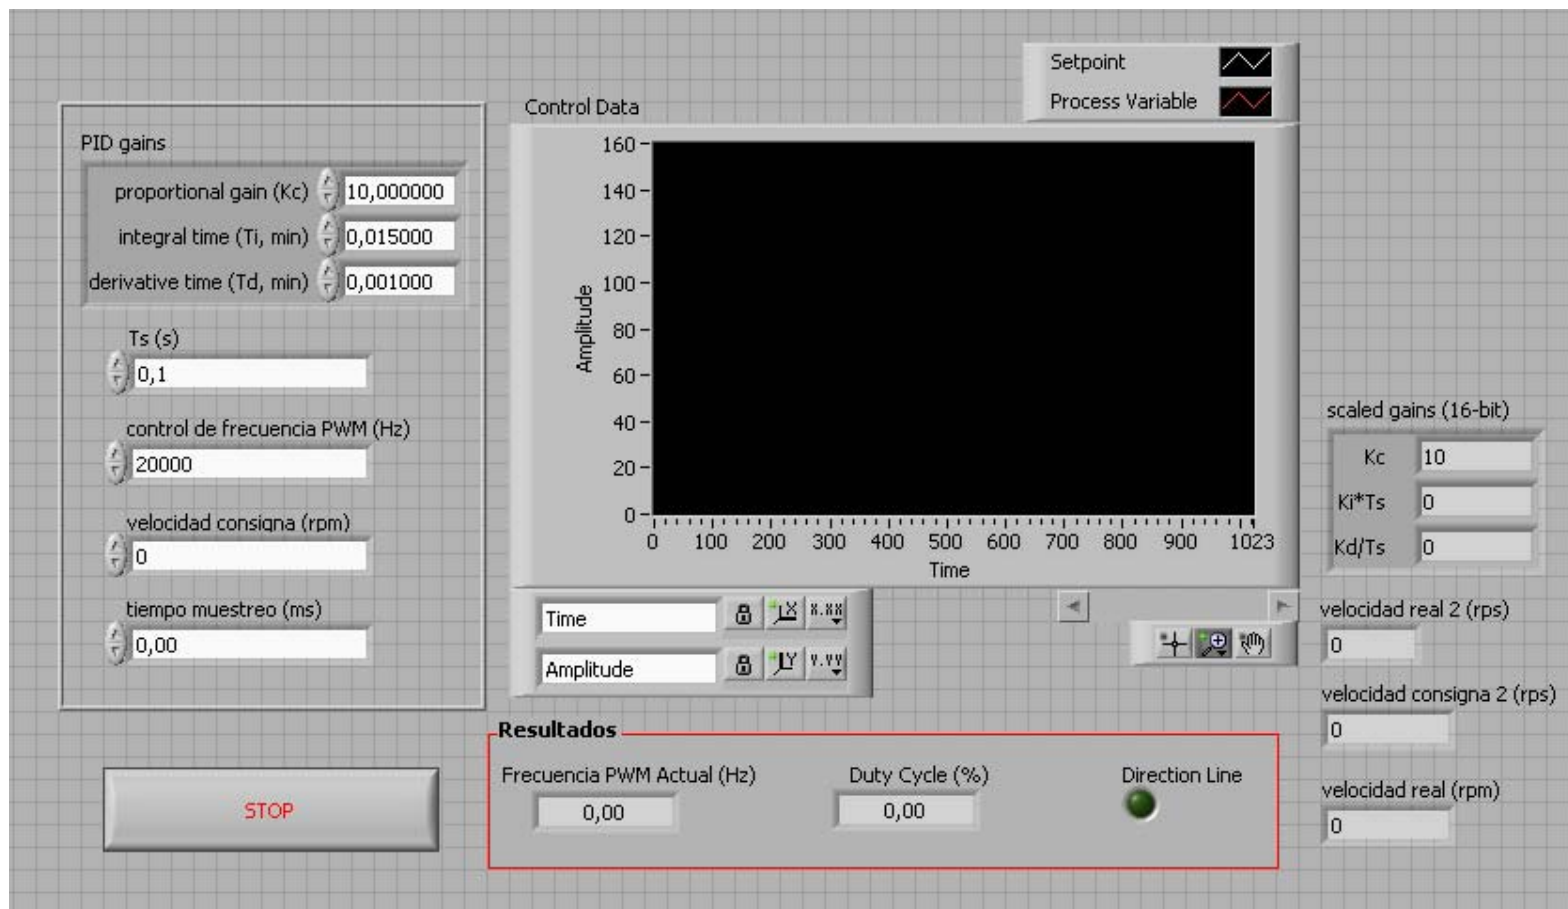 PID gains
proportional gain (Kc) 10,000000
integral time (Ti, min) 0,015000
derivative time (Td, min) 0,001000
Ts (s)
0,1
control de frecuencia PWM (Hz)
20000
velocidad consigna (rpm)
0
tiempo muestreo (ms)
0,00
STOP
Setpoint
Process Variable
Control Data
160
140
120
100
80
60
40
20
0
Amplitude
0 100 200 300 400 500 600 700 800 900 1023
Time
Time X X.XX
Amplitude Y Y.YY
Resultados
Frecuencia PWM Actual (Hz) Duty Cycle (%) Direction Line
0,00 0,00
scaled gains (16-bit)
Kc 10
Ki*Ts 0
Kd/Ts 0
velocidad real 2 (rps)
0
velocidad consigna 2 (rps)
0
velocidad real (rpm)
0